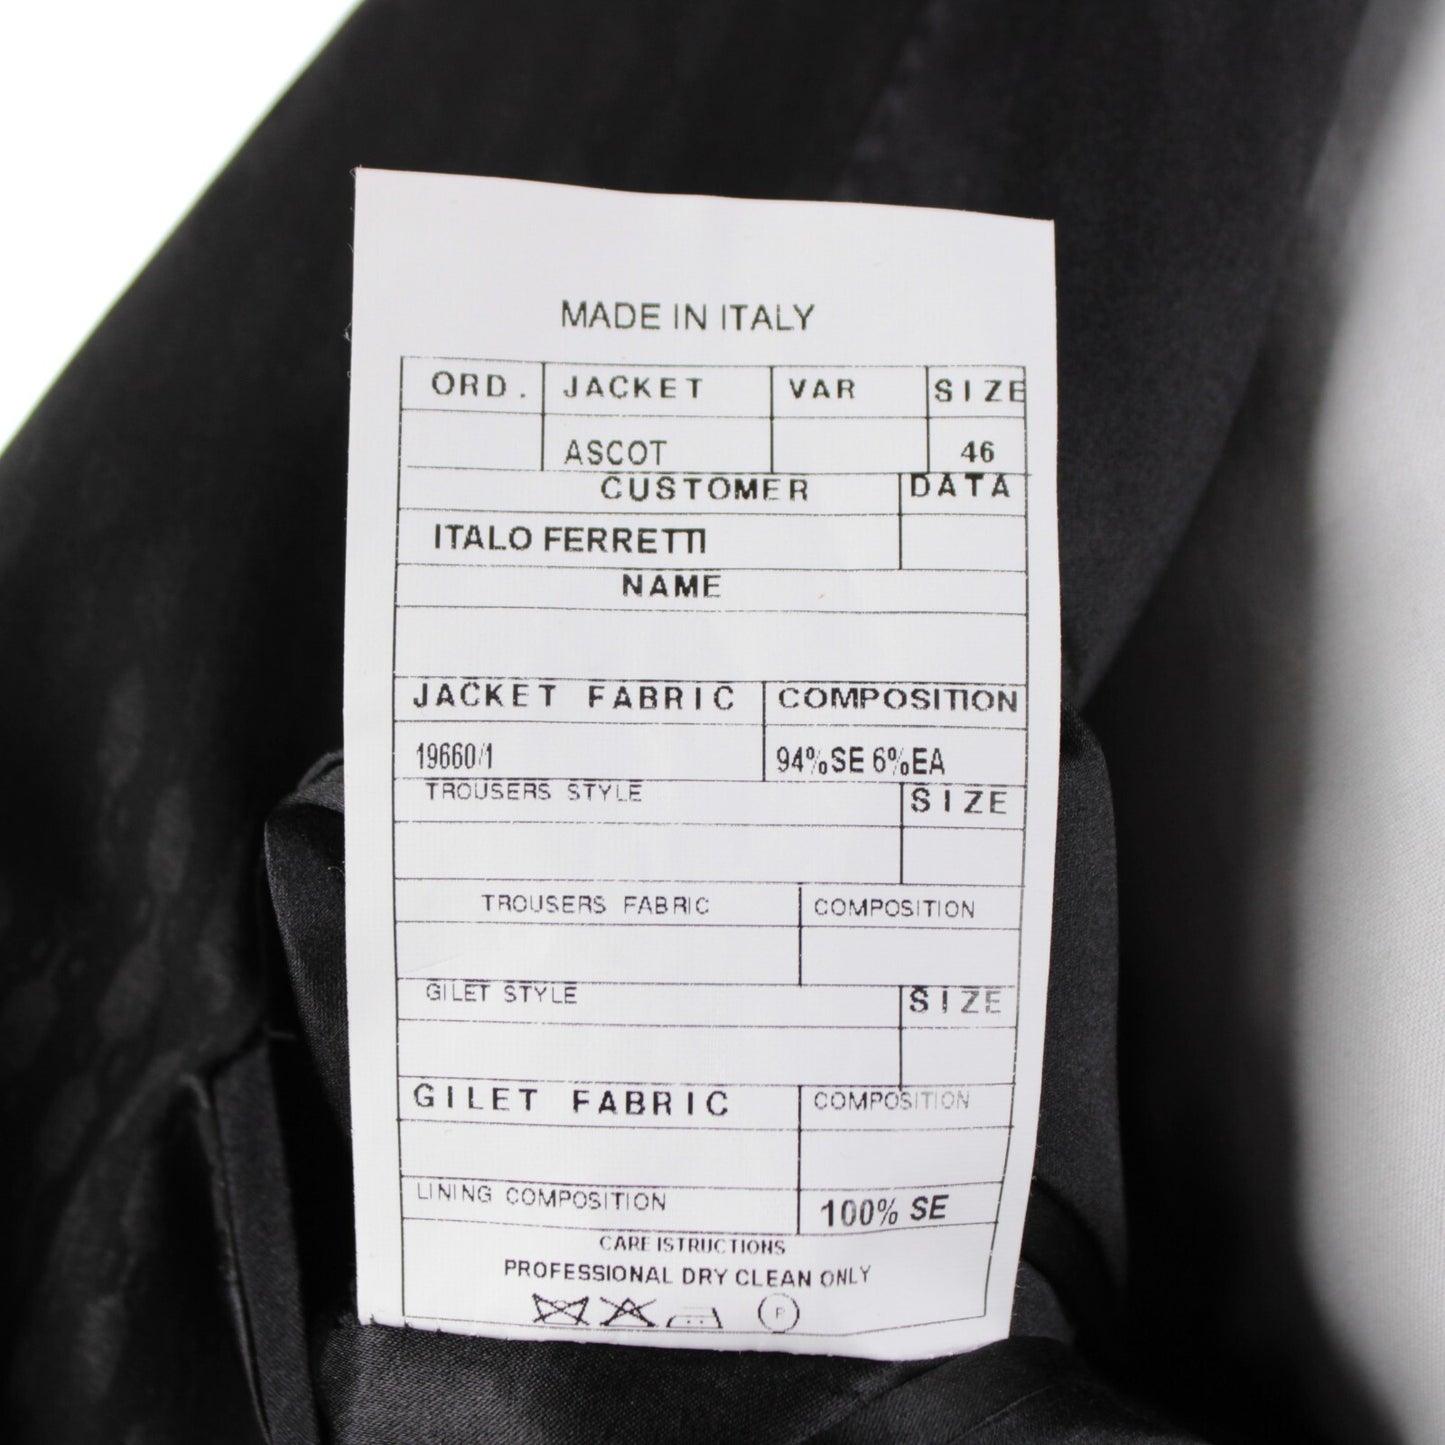 MADE IN ITALY
ORD. JACKET VAR SIZE
ASCOT 46
CUSTOMER DATA
ITALO FERRETTI
NAME
JACKET FABRIC COMPOSITION
19660/1 94%SE 6%EA
TROUSERS STYLE SIZE
TROUSERS FABRIC COMPOSITION
GILET STYLE SIZE
GILET FABRIC COMPOSITION
LINING COMPOSITION 100% SE
CARE ISTRUCTIONS
PROFESSIONAL DRY CLEAN ONLY
P